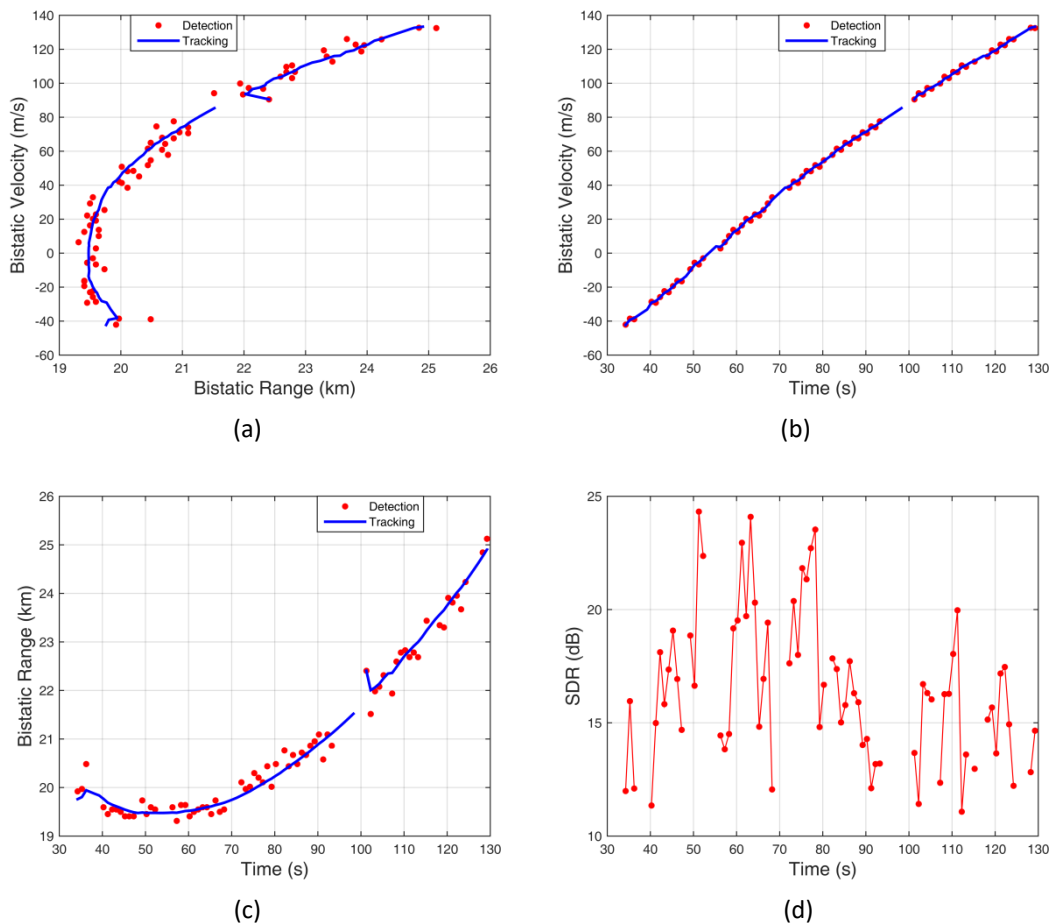 140
120
100
80
60
40
20
0
-20
-40
-60
Bistatic Velocity (m/s)
Detection
Tracking
19 20 21 22 23 24 25 26
Bistatic Range (km)
(a)
140
120
100
80
60
40
20
0
-20
-40
-60
Bistatic Velocity (m/s)
Detection
Tracking
30 40 50 60 70 80 90 100 110 120 130
Time (s)
(b)
26
25
24
23
22
21
20
19
Bistatic Range (km)
Detection
Tracking
30 40 50 60 70 80 90 100 110 120 130
Time (s)
(c)
25
20
15
10
SDR (dB)
30 40 50 60 70 80 90 100 110 120 130
Time (s)
(d)